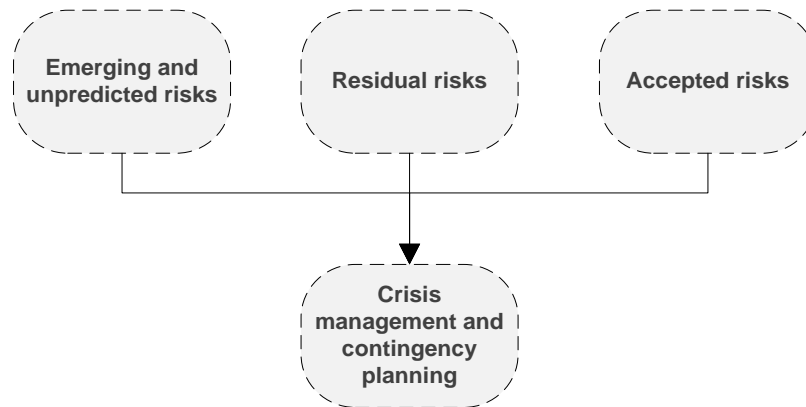 Emerging and
unpredicted risks
Residual risks
Accepted risks
Crisis
management and
contingency
planning